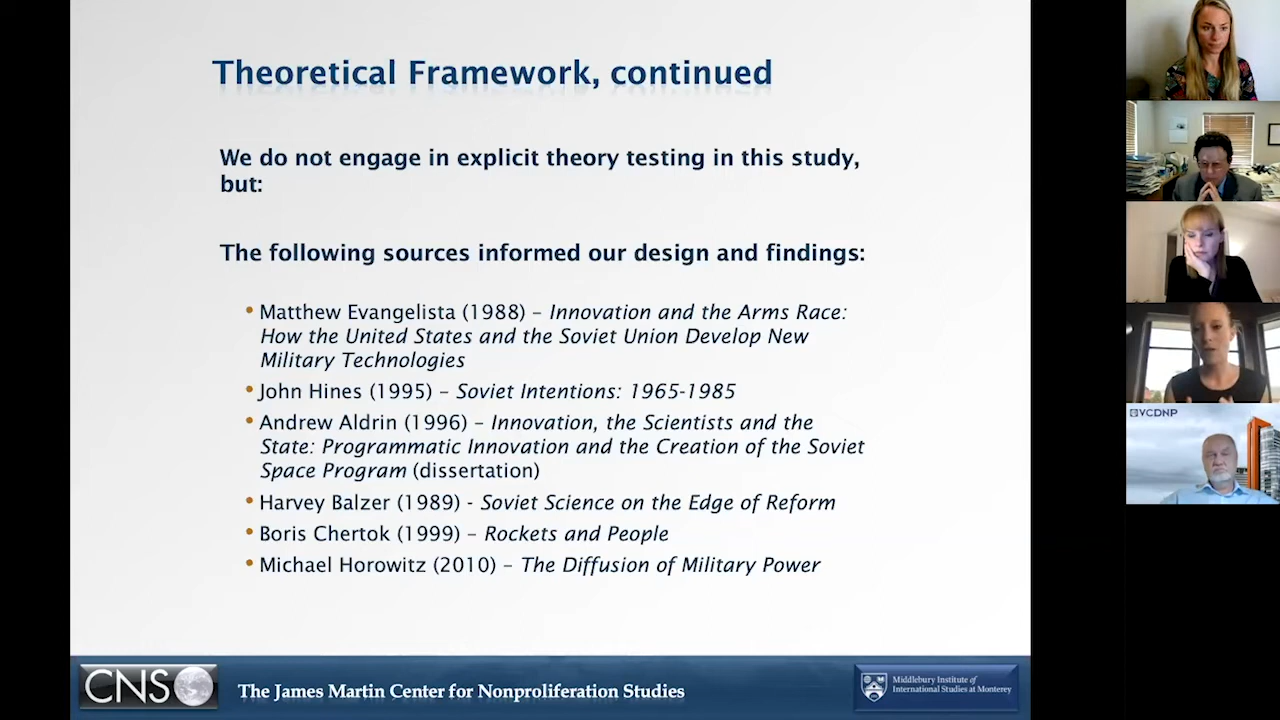 Theoretical Framework, continued
We do not engage in explicit theory testing in this study,
but:
The following sources informed our design and findings:
• Matthew Evangelista (1988) – Innovation and the Arms Race:
How the United States and the Soviet Union Develop New
Military Technologies
• John Hines (1995) – Soviet Intentions: 1965-1985
• Andrew Aldrin (1996) – Innovation, the Scientists and the
State: Programmatic Innovation and the Creation of the Soviet
Space Program (dissertation)
• Harvey Balzer (1989) - Soviet Science on the Edge of Reform
• Boris Chertok (1999) – Rockets and People
• Michael Horowitz (2010) – The Diffusion of Military Power
CNS
The James Martin Center for Nonproliferation Studies
Middlebury Institute of
International Studies at Monterey
VCDNP